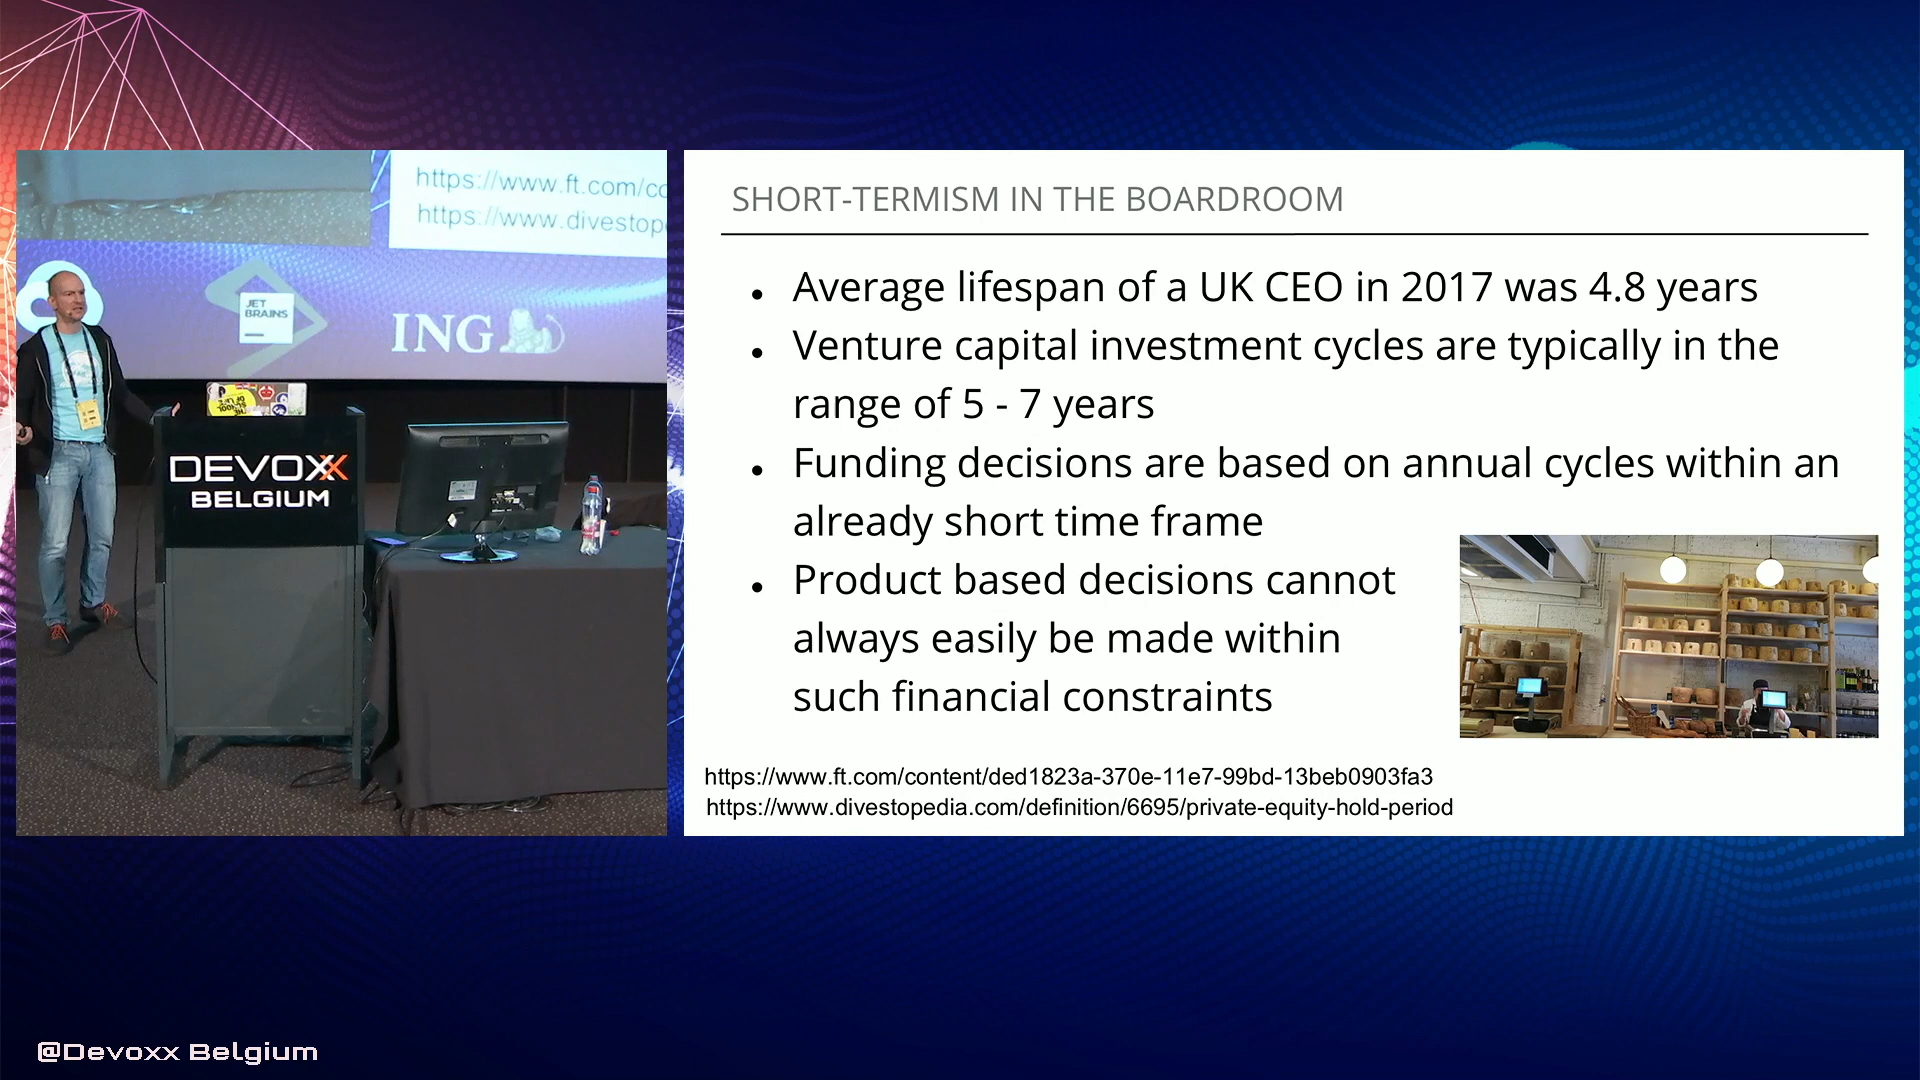 https://www.ft.com/co
https://www.divestop
JET
BRAINS
ING
DEVOXX
BELGIUM
SHORT-TERMISM IN THE BOARDROOM
Average lifespan of a UK CEO in 2017 was 4.8 years
Venture capital investment cycles are typically in the
range of 5 - 7 years
Funding decisions are based on annual cycles within an
already short time frame
Product based decisions cannot
always easily be made within
such financial constraints
https://www.ft.com/content/ded1823a-370e-11e7-99bd-13beb0903fa3
https://www.divestopedia.com/definition/6695/private-equity-hold-period
@Devoxx Belgium